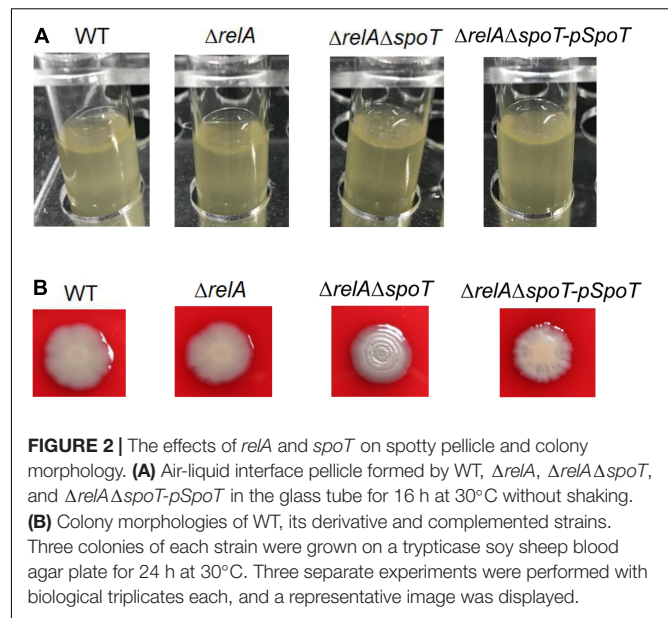 A WT ΔrelA ΔrelAΔspoT ΔrelAΔspoT-pSpoT
B WT ΔrelA ΔrelAΔspoT ΔrelAΔspoT-pSpoT
FIGURE 2 | The effects of relA and spoT on spotty pellicle and colony
morphology. (A) Air-liquid interface pellicle formed by WT, ΔrelA, ΔrelAΔspoT,
and ΔrelAΔspoT-pSpoT in the glass tube for 16 h at 30°C without shaking.
(B) Colony morphologies of WT, its derivative and complemented strains.
Three colonies of each strain were grown on a trypticase soy sheep blood
agar plate for 24 h at 30°C. Three separate experiments were performed with
biological triplicates each, and a representative image was displayed.